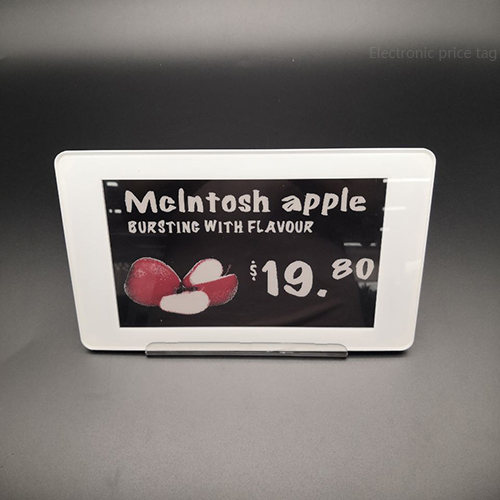 Electronic price tag
McIntosh apple
BURSTING WITH FLAVOUR
$19.80